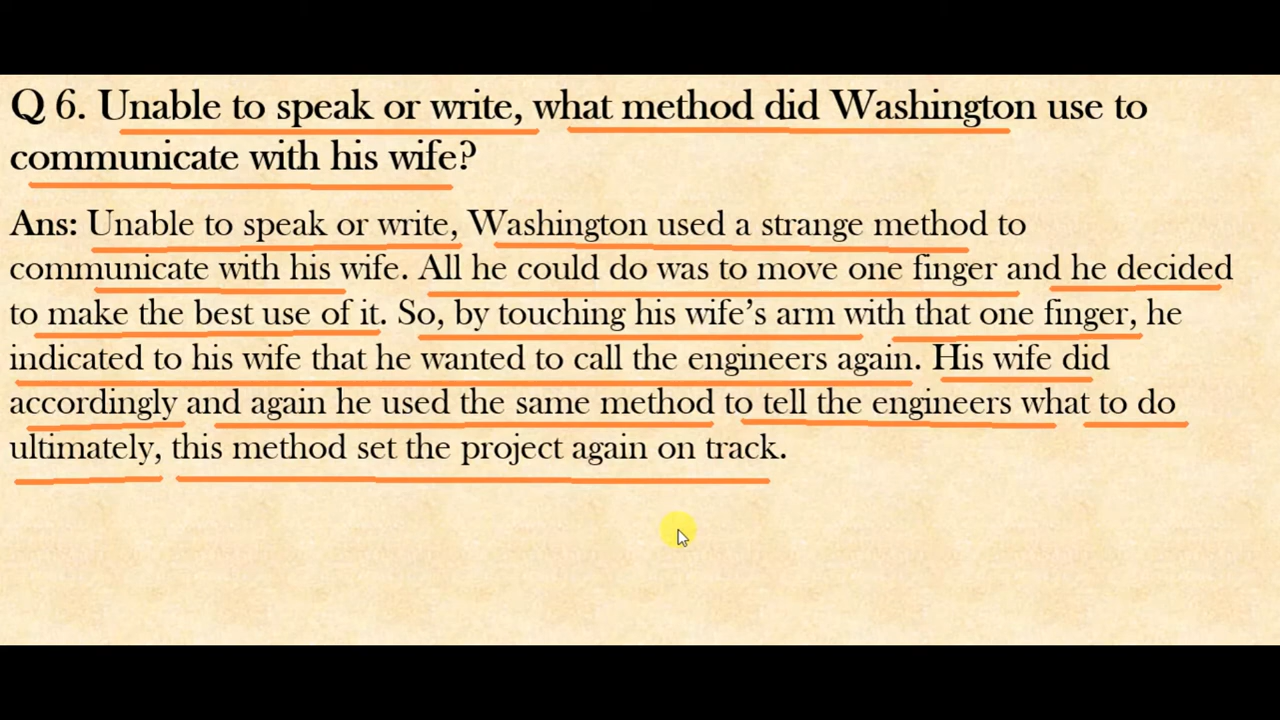 Q 6. Unable to speak or write, what method did Washington use to
communicate with his wife?
Ans: Unable to speak or write, Washington used a strange method to
communicate with his wife. All he could do was to move one finger and he decided
to make the best use of it. So, by touching his wife's arm with that one finger, he
indicated to his wife that he wanted to call the engineers again. His wife did
accordingly and again he used the same method to tell the engineers what to do
ultimately, this method set the project again on track.